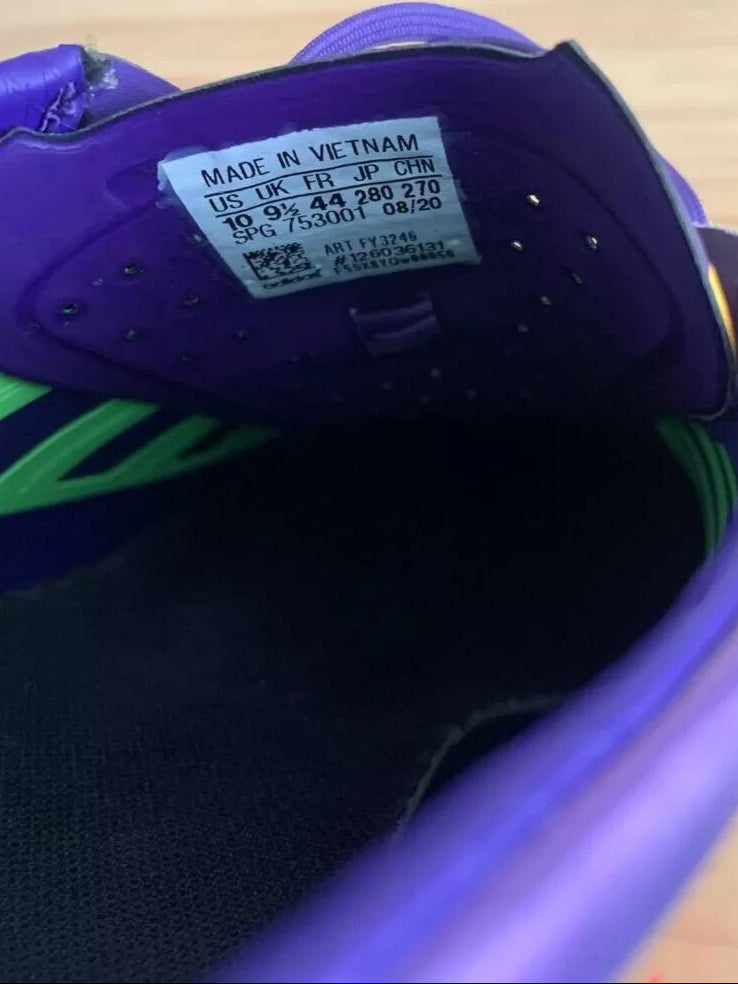 MADE IN VIETNAM
US UK FR JP CHN
10 9½ 44 280 270
SPG 753001 08/20
ART FY3246
#126036131
adidas